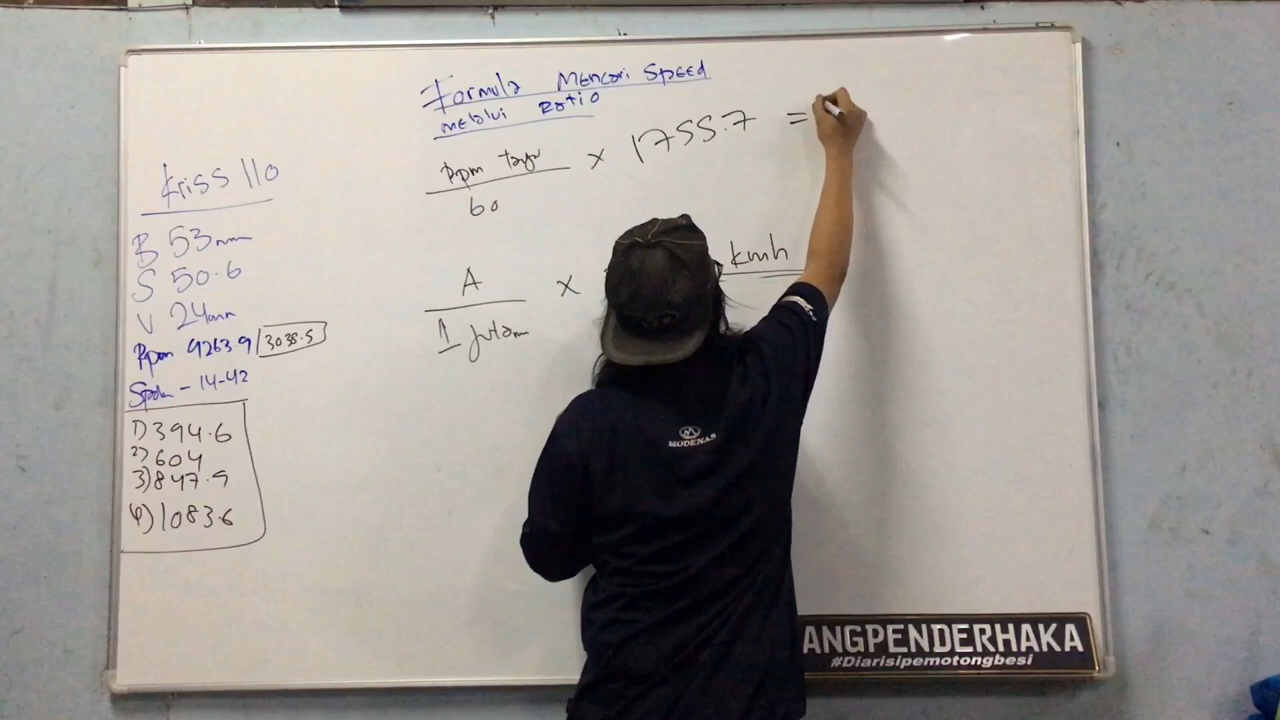 Formula Mencari Speed
melalui Ratio
Rpm tayar
60
× 1755.7 =
A
1 juta
×
kmh
Kriss 110
B 53mm
S 50.6
V 24mm
Rpm 9263.9 / 3038.5
Spoket - 14-42
1) 394.6
2) 604
3) 847.9
4) 1083.6
MODENAS
ANGPENDERHAKA
#Diarisipemotongbesi